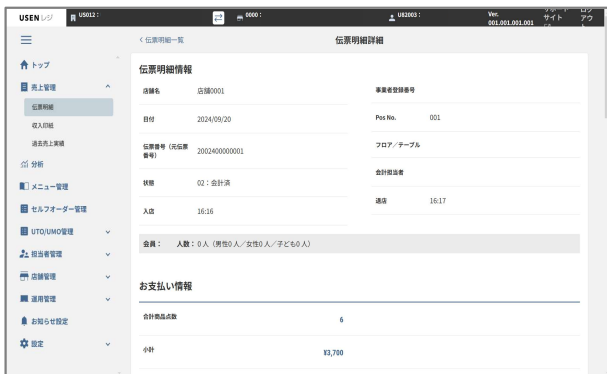 USEN レジ
US012：
0000：
U82003：
Ver.
001.001.001.001
サイト
アウ
< 伝票明細一覧
伝票明細詳細
トップ
売上管理
伝票明細
収入印紙
過去売上実績
分析
メニュー管理
セルフオーダー管理
UTO/UMO管理
担当者管理
店舗管理
運用管理
お知らせ設定
設定
伝票明細情報
店舗名 店舗0001
事業者登録番号
日付 2024/09/20
Pos No. 001
伝票番号（元伝票
番号） 2002400000001
フロア／テーブル
状態 02：会計済
会計担当者
入店 16:16
退店 16:17
会員： 人数：0人（男性0人／女性0人／子ども0人）
お支払い情報
合計商品点数 6
小計 ¥3,700